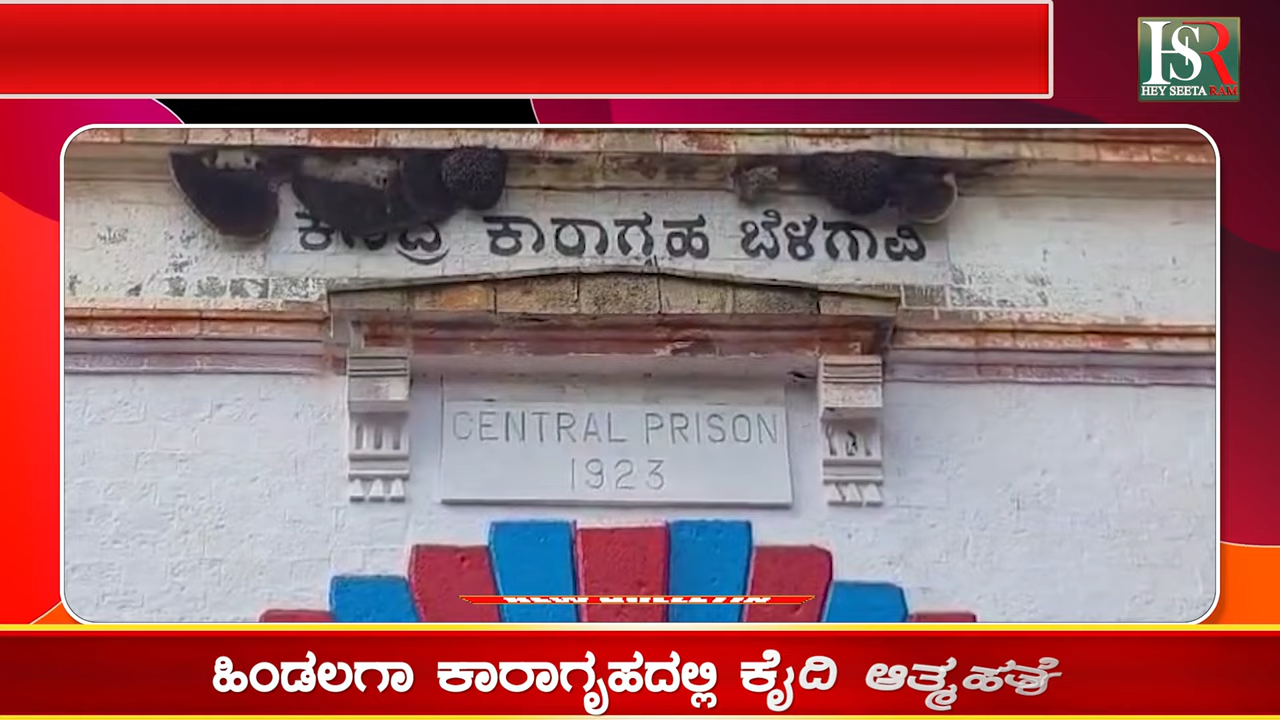 HSR
HEY SEETA RAM
ಕಾರಾಗೃಹ ಬೆಳಗಾವಿ
CENTRAL PRISON
1923
ಹಿಂಡಲಗಾ ಕಾರಾಗೃಹದಲ್ಲಿ ಕೈದಿ ಆತ್ಮಹತ್ಯೆ